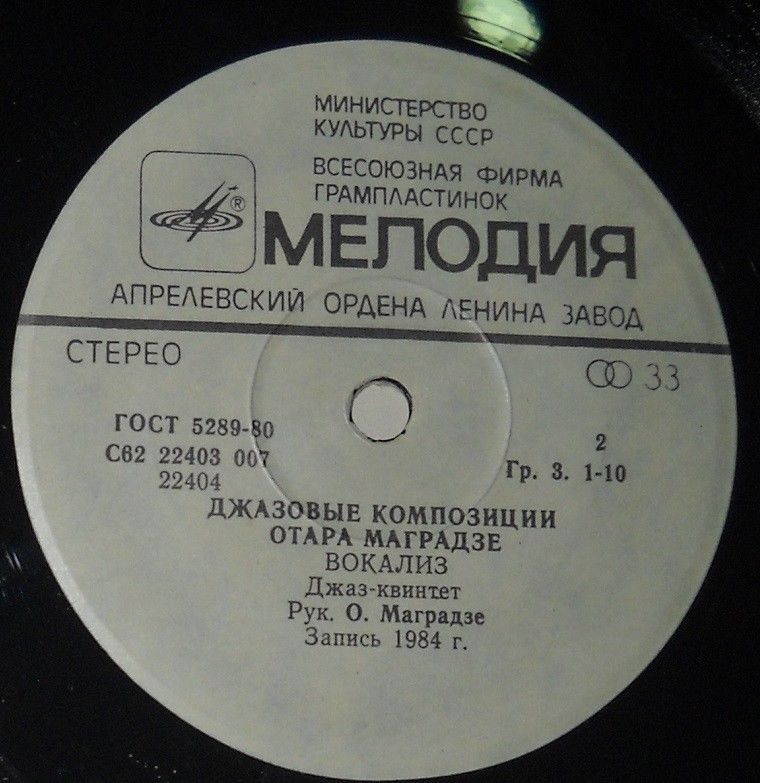 МИНИСТЕРСТВО
КУЛЬТУРЫ СССР
ВСЕСОЮЗНАЯ ФИРМА
ГРАМПЛАСТИНОК
®
МЕЛОДИЯ
АПРЕЛЕВСКИЙ ОРДЕНА ЛЕНИНА ЗАВОД
СТЕРЕО
33
ГОСТ 5289-80
2
С62 22403 007
Гр. 3. 1-10
22404
ДЖАЗОВЫЕ КОМПОЗИЦИИ
ОТАРА МАГРАДЗЕ
ВОКАЛИЗ
Джаз-квинтет
Рук. О. Маградзе
Запись 1984 г.